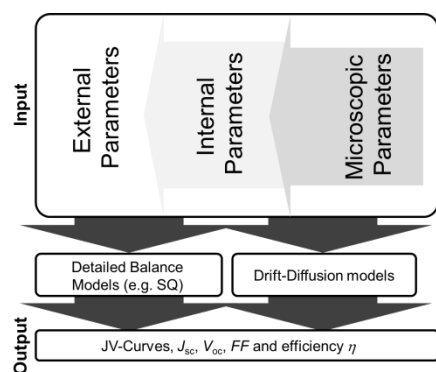 Input
External
Parameters
Internal
Parameters
Microscopic
Parameters
Detailed Balance
Models (e.g. SQ)
Drift-Diffusion models
Output
JV-Curves, Jsc, Voc, FF and efficiency η